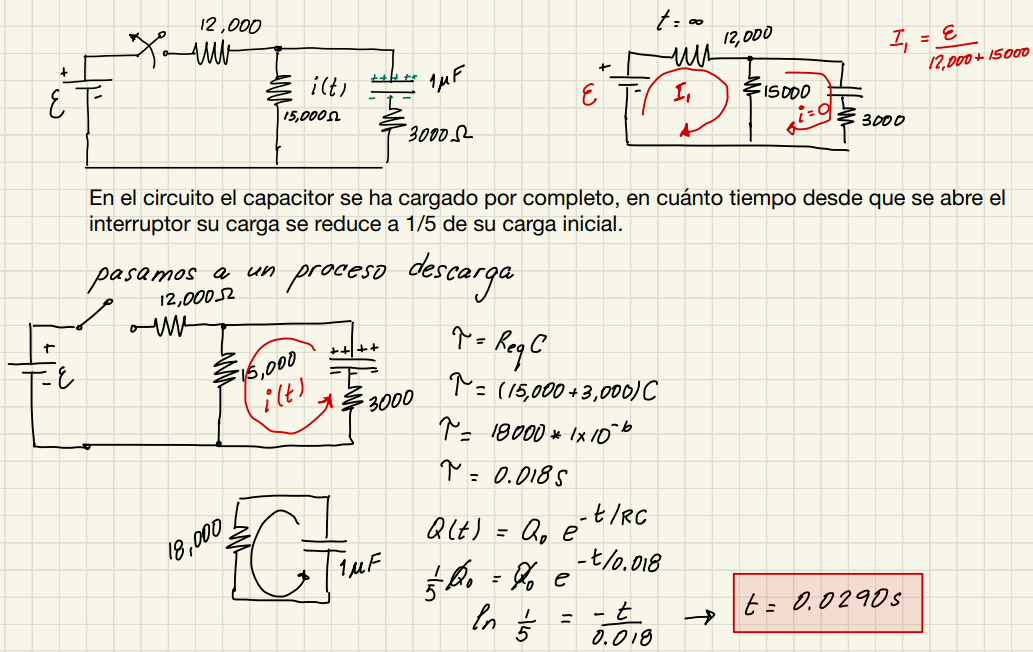 12,000
ε
+
-
i(t)
15,000Ω
++++
- - -
1μF
3000Ω
t = ∞
12,000
+
-
ε
I₁
15000
i=0
3000
I₁ = ε / 12,000+15000
En el circuito el capacitor se ha cargado por completo, en cuánto tiempo desde que se abre el
interruptor su carga se reduce a 1/5 de su carga inicial.
pasamos a un proceso descarga
12,000Ω
+
- ε
15,000
i(t)
++++
- - -
3000
τ = Req C
τ = (15,000+3,000)C
τ = 18000 * 1x10⁻⁶
τ = 0.018s
18,000
1μF
Q(t) = Q₀ e^-t/RC
1/5 Q₀ = Q₀ e^-t/0.018
ln 1/5 = -t/0.018 → t = 0.0290s